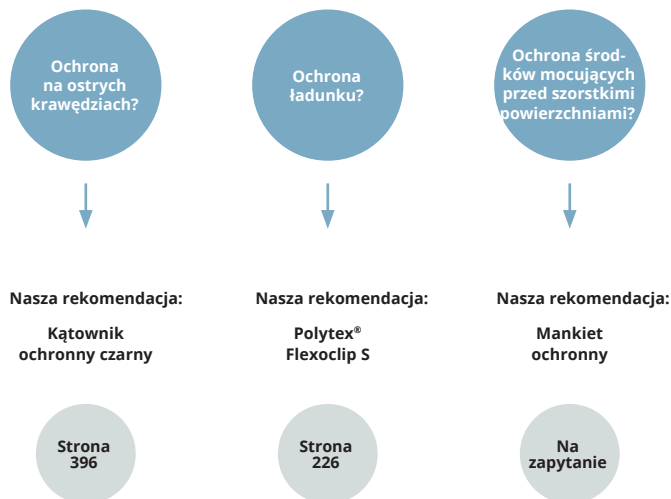 Ochrona
na ostrych
krawędziach?
Ochrona
ładunku?
Ochrona środ-
ków mocujących
przed szorstkimi
powierzchniami?
Nasza rekomendacja:
Kątownik
ochronny czarny
Nasza rekomendacja:
Polytex®
Flexoclip S
Nasza rekomendacja:
Mankiet
ochronny
Strona
396
Strona
226
Na
zapytanie